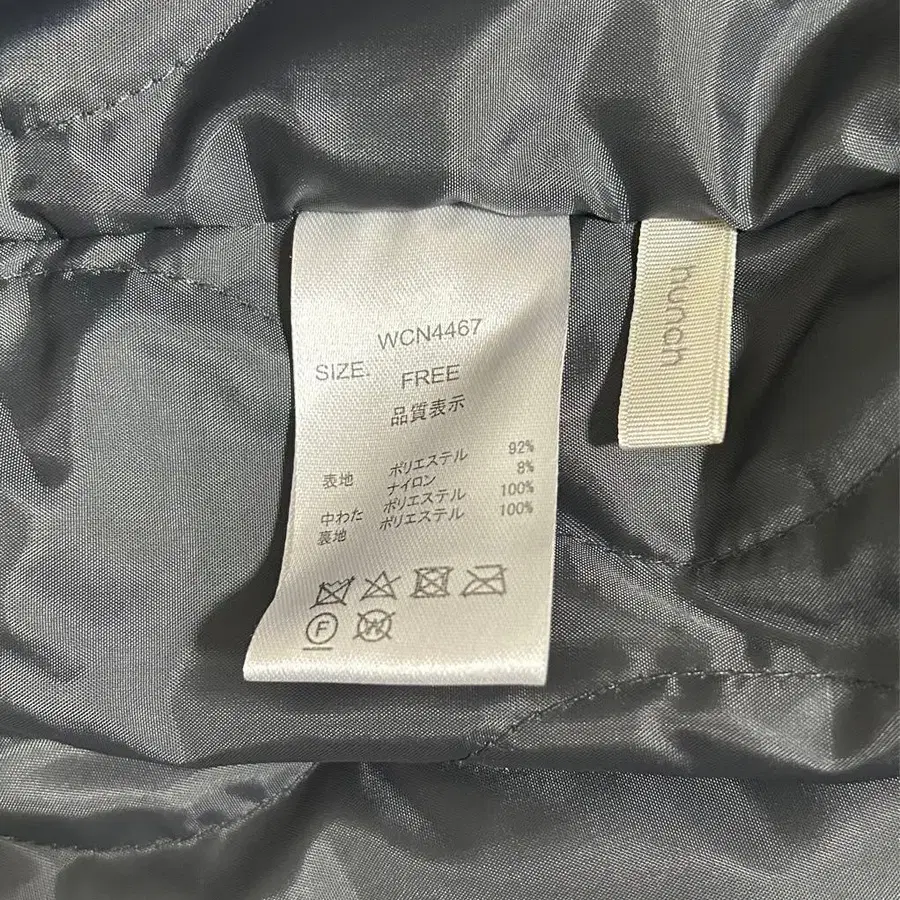 WCN4467
SIZE. FREE
品質表示
表地 ポリエステル 92%
ナイロン 8%
中わた ポリエステル 100%
裏地 ポリエステル 100%
F W
hunch